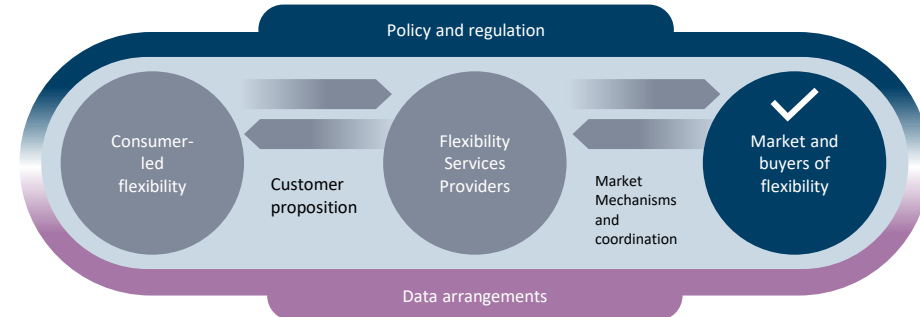 Policy and regulation
Consumer-
led
flexibility
Customer
proposition
Flexibility
Services
Providers
Market
Mechanisms
and
coordination
Market and
buyers of
flexibility
Data arrangements